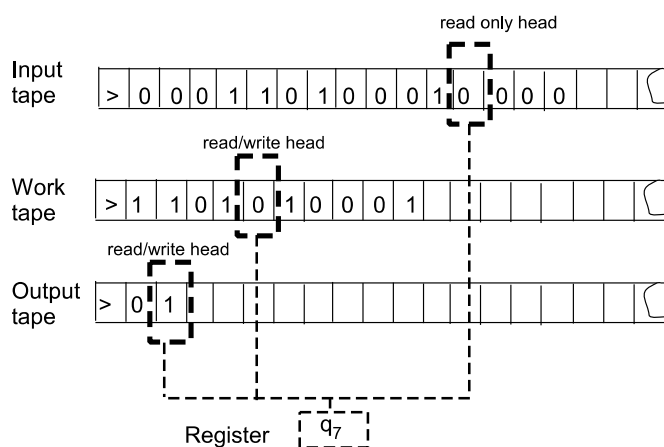 read only head
Input tape
> 0 0 0 1 1 0 1 0 0 0 1 0 0 0 0
read/write head
Work tape
> 1 1 0 1 0 1 0 0 0 1
read/write head
Output tape
> 0 1
Register q7